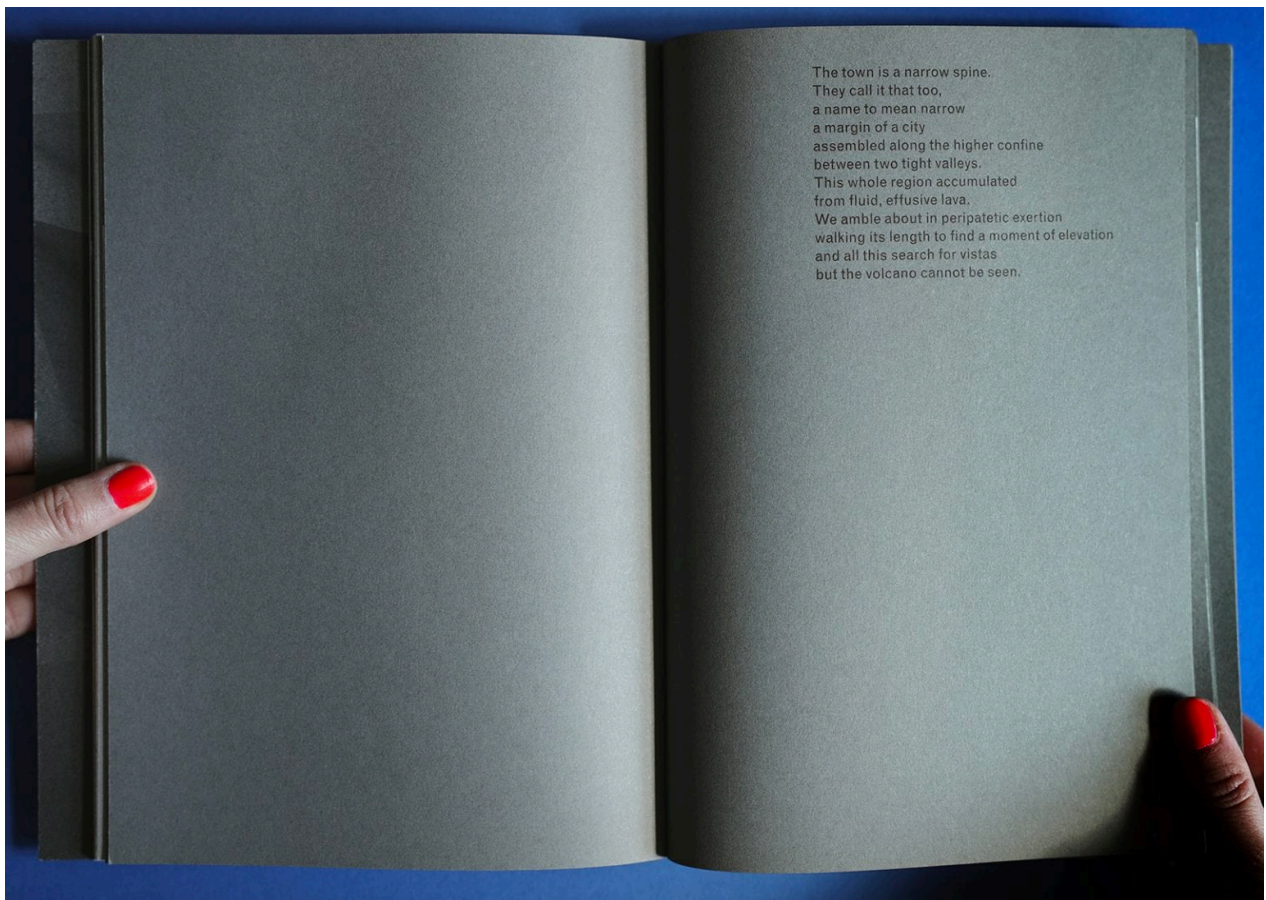 The town is a narrow spine.
They call it that too,
a name to mean narrow
a margin of a city
assembled along the higher confine
between two tight valleys.
This whole region accumulated
from fluid, effusive lava.
We amble about in peripatetic exertion
walking its length to find a moment of elevation
and all this search for vistas
but the volcano cannot be seen.